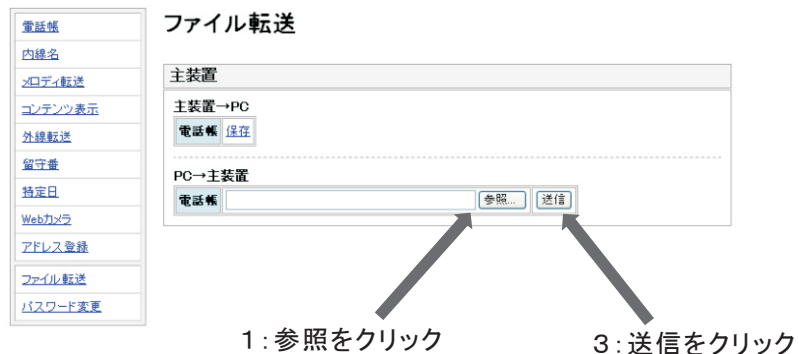 電話帳
内線名
メロディ転送
コンテンツ表示
外線転送
留守番
特定日
Webカメラ
アドレス登録
ファイル転送
パスワード変更
ファイル転送
主装置
主装置→PC
電話帳 保存
PC→主装置
電話帳 参照... 送信
1:参照をクリック
3:送信をクリック